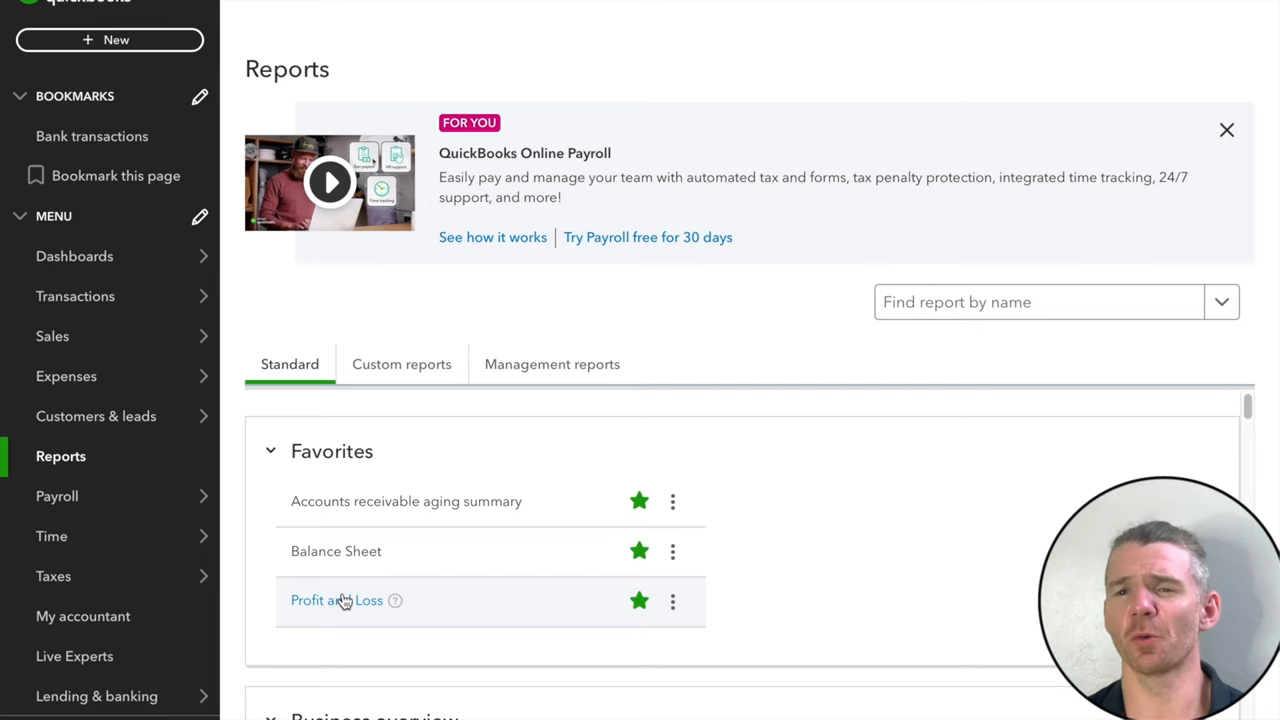 quickbooks
+ New
BOOKMARKS
Bank transactions
Bookmark this page
MENU
Dashboards
Transactions
Sales
Expenses
Customers & leads
Reports
Payroll
Time
Taxes
My accountant
Live Experts
Lending & banking
Reports
FOR YOU
QuickBooks Online Payroll
Easily pay and manage your team with automated tax and forms, tax penalty protection, integrated time tracking, 24/7
support, and more!
See how it works
Try Payroll free for 30 days
Find report by name
Standard
Custom reports
Management reports
Favorites
Accounts receivable aging summary
Balance Sheet
Profit and Loss ?
Business overview